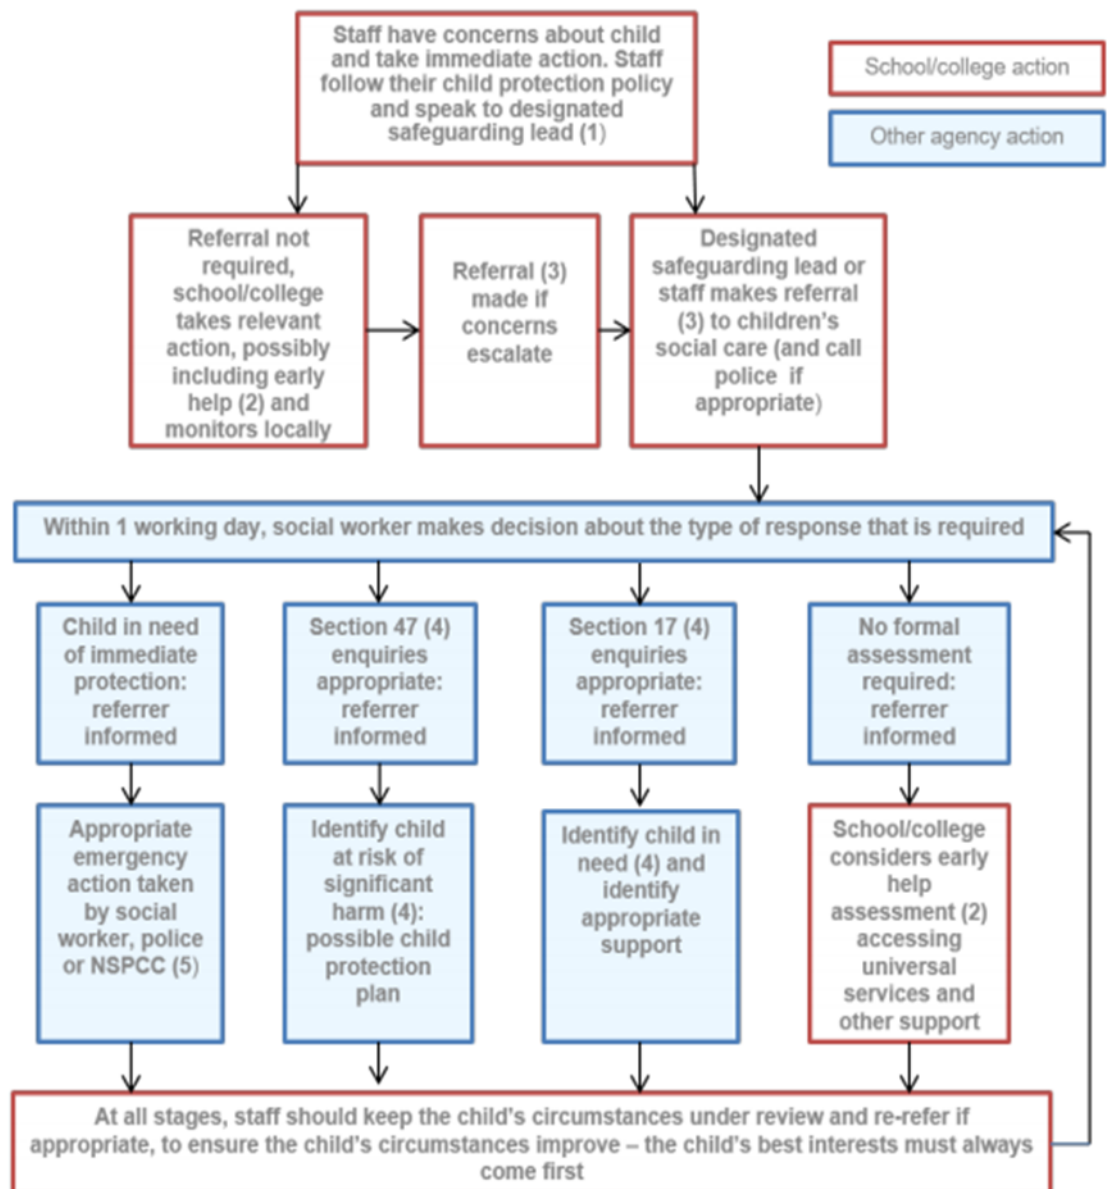 Staff have concerns about child
and take immediate action. Staff
follow their child protection policy
and speak to designated
safeguarding lead (1)
School/college action
Other agency action
Referral not
required,
school/college
takes relevant
action, possibly
including early
help (2) and
monitors locally
Referral (3)
made if
concerns
escalate
Designated
safeguarding lead or
staff makes referral
(3) to children's
social care (and call
police if
appropriate)
Within 1 working day, social worker makes decision about the type of response that is required
Child in need
of immediate
protection:
referrer
informed
Section 47 (4)
enquiries
appropriate:
referrer
informed
Section 17 (4)
enquiries
appropriate:
referrer
informed
No formal
assessment
required:
referrer
informed
Appropriate
emergency
action taken
by social
worker, police
or NSPCC (5)
Identify child
at risk of
significant
harm (4):
possible child
protection
plan
Identify child in
need (4) and
identify
appropriate
support
School/college
considers early
help
assessment (2)
accessing
universal
services and
other support
At all stages, staff should keep the child's circumstances under review and re-refer if
appropriate, to ensure the child's circumstances improve – the child's best interests must always
come first